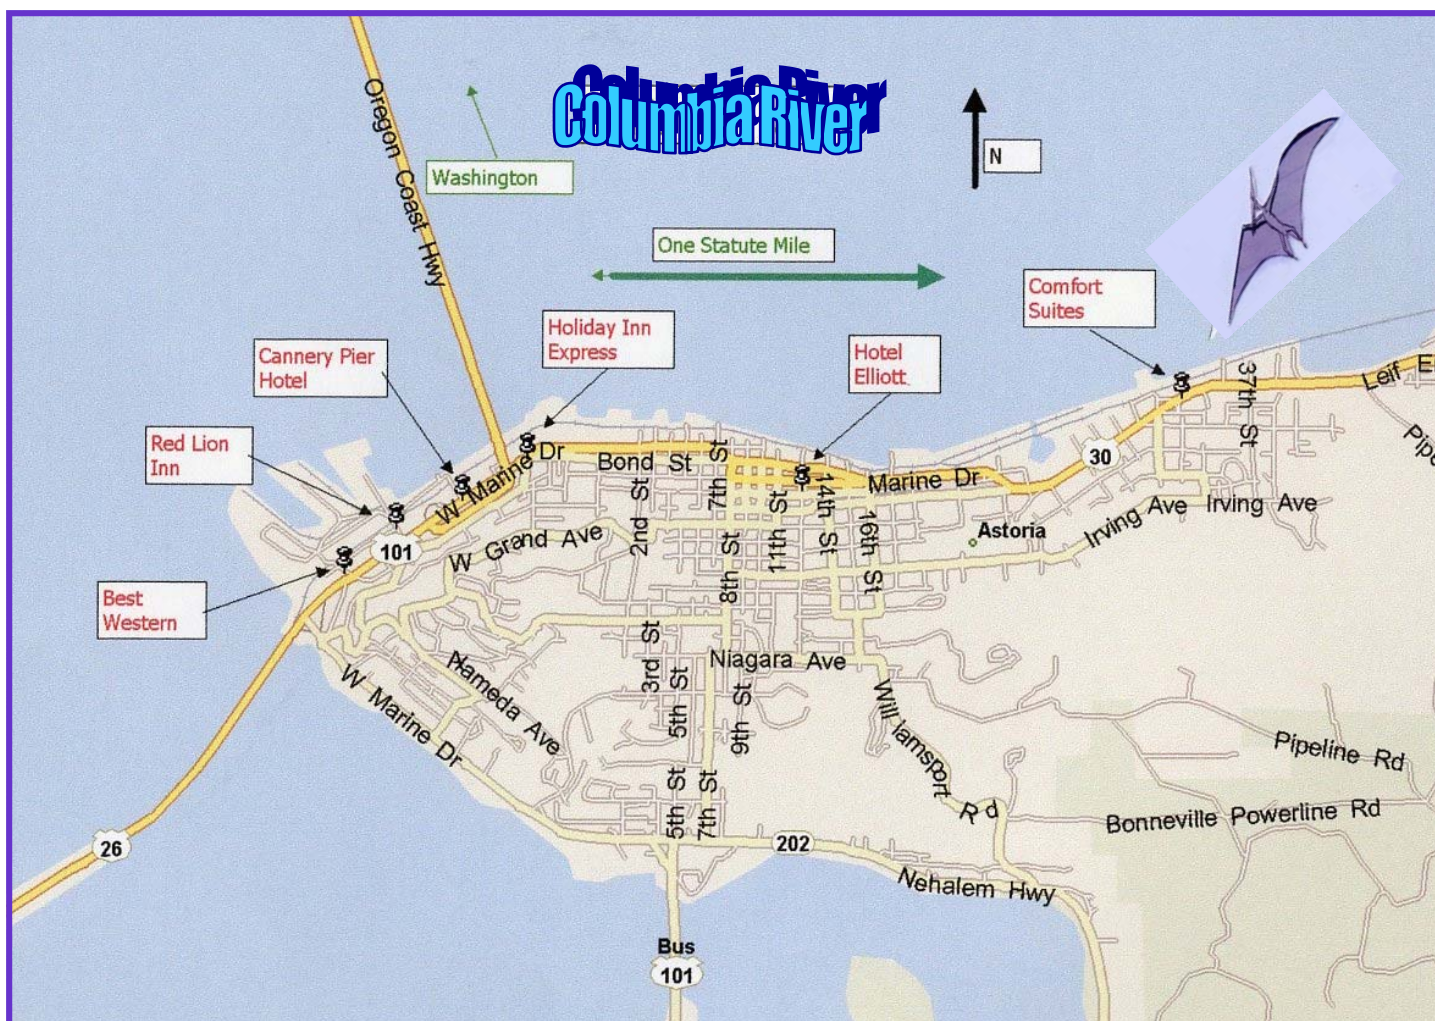 Columbia River
Oregon Coast Hwy
Washington
N
One Statute Mile
Comfort
Suites
Holiday Inn
Express
Cannery Pier
Hotel
Hotel
Elliott
Red Lion
Inn
Best
Western
W Marine Dr
Bond St
7th St
Marine Dr
30
37th St
Leif E
Pipe
101
W Grand Ave
2nd St
8th St
11th St
14th St
16th St
Astoria
Irving Ave
Irving Ave
3rd St
5th St
9th St
Niagara Ave
Williamsport Rd
W Marine Dr
Alameda Ave
5th St
7th St
Pipeline Rd
Bonneville Powerline Rd
26
202
Nehalem Hwy
Bus
101